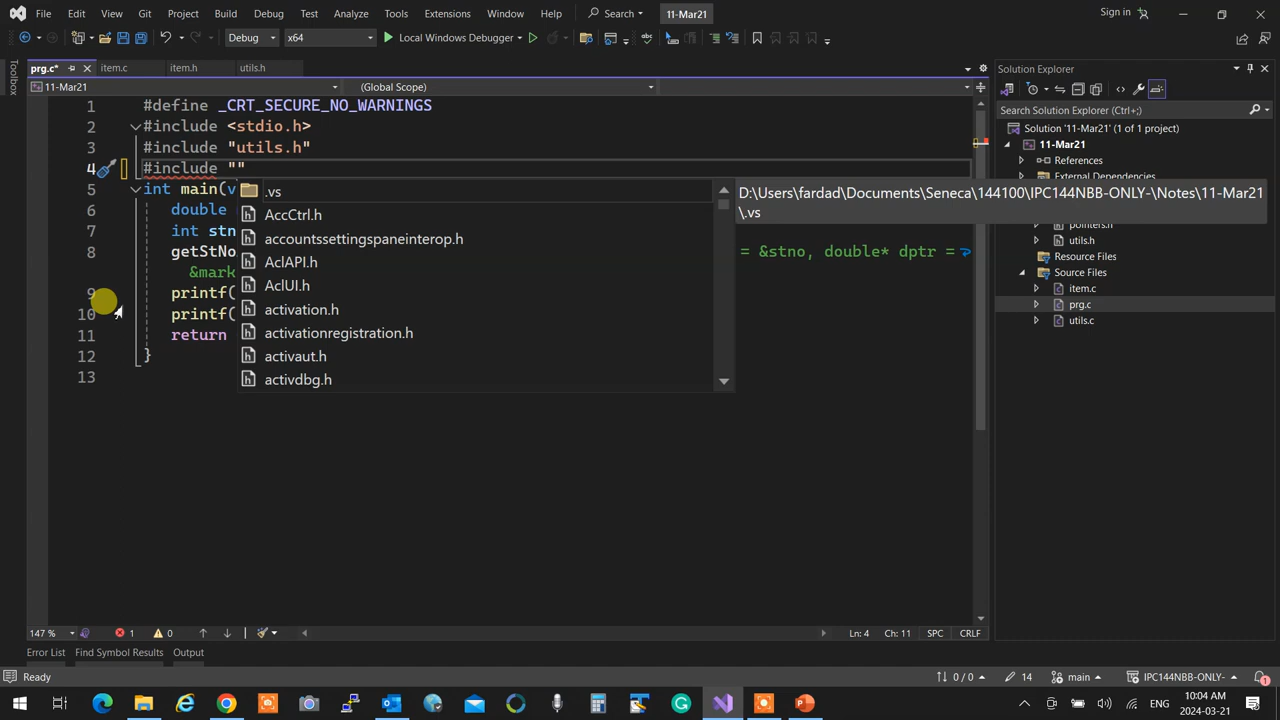 File Edit View Git Project Build Debug Test Analyze Tools Extensions Window Help Search 11-Mar21 Sign in
Debug x64 Local Windows Debugger
Toolbox
prg.c* item.c item.h utils.h
11-Mar21 (Global Scope)
1 #define _CRT_SECURE_NO_WARNINGS
2 #include <stdio.h>
3 #include "utils.h"
4 #include ""
5 int main(v
6 double
7 int stn
8 getStNo = &stno, double* dptr =
&mark
9 printf(
10 printf(
11 return
12 }
13
.vs
AccCtrl.h
accountssettingspaneinterop.h
AclAPI.h
AclUI.h
activation.h
activationregistration.h
activaut.h
activdbg.h
D:\Users\fardad\Documents\Seneca\144100\IPC144NBB-ONLY-\Notes\11-Mar21
\.vs
Solution Explorer
Search Solution Explorer (Ctrl+;)
Solution '11-Mar21' (1 of 1 project)
11-Mar21
References
External Dependencies
pointers.h
utils.h
Resource Files
Source Files
item.c
prg.c
utils.c
147 % 1 0 Ln: 4 Ch: 11 SPC CRLF
Error List Find Symbol Results Output
Ready 0 / 0 14 main IPC144NBB-ONLY- 1
ENG 10:04 AM
2024-03-21